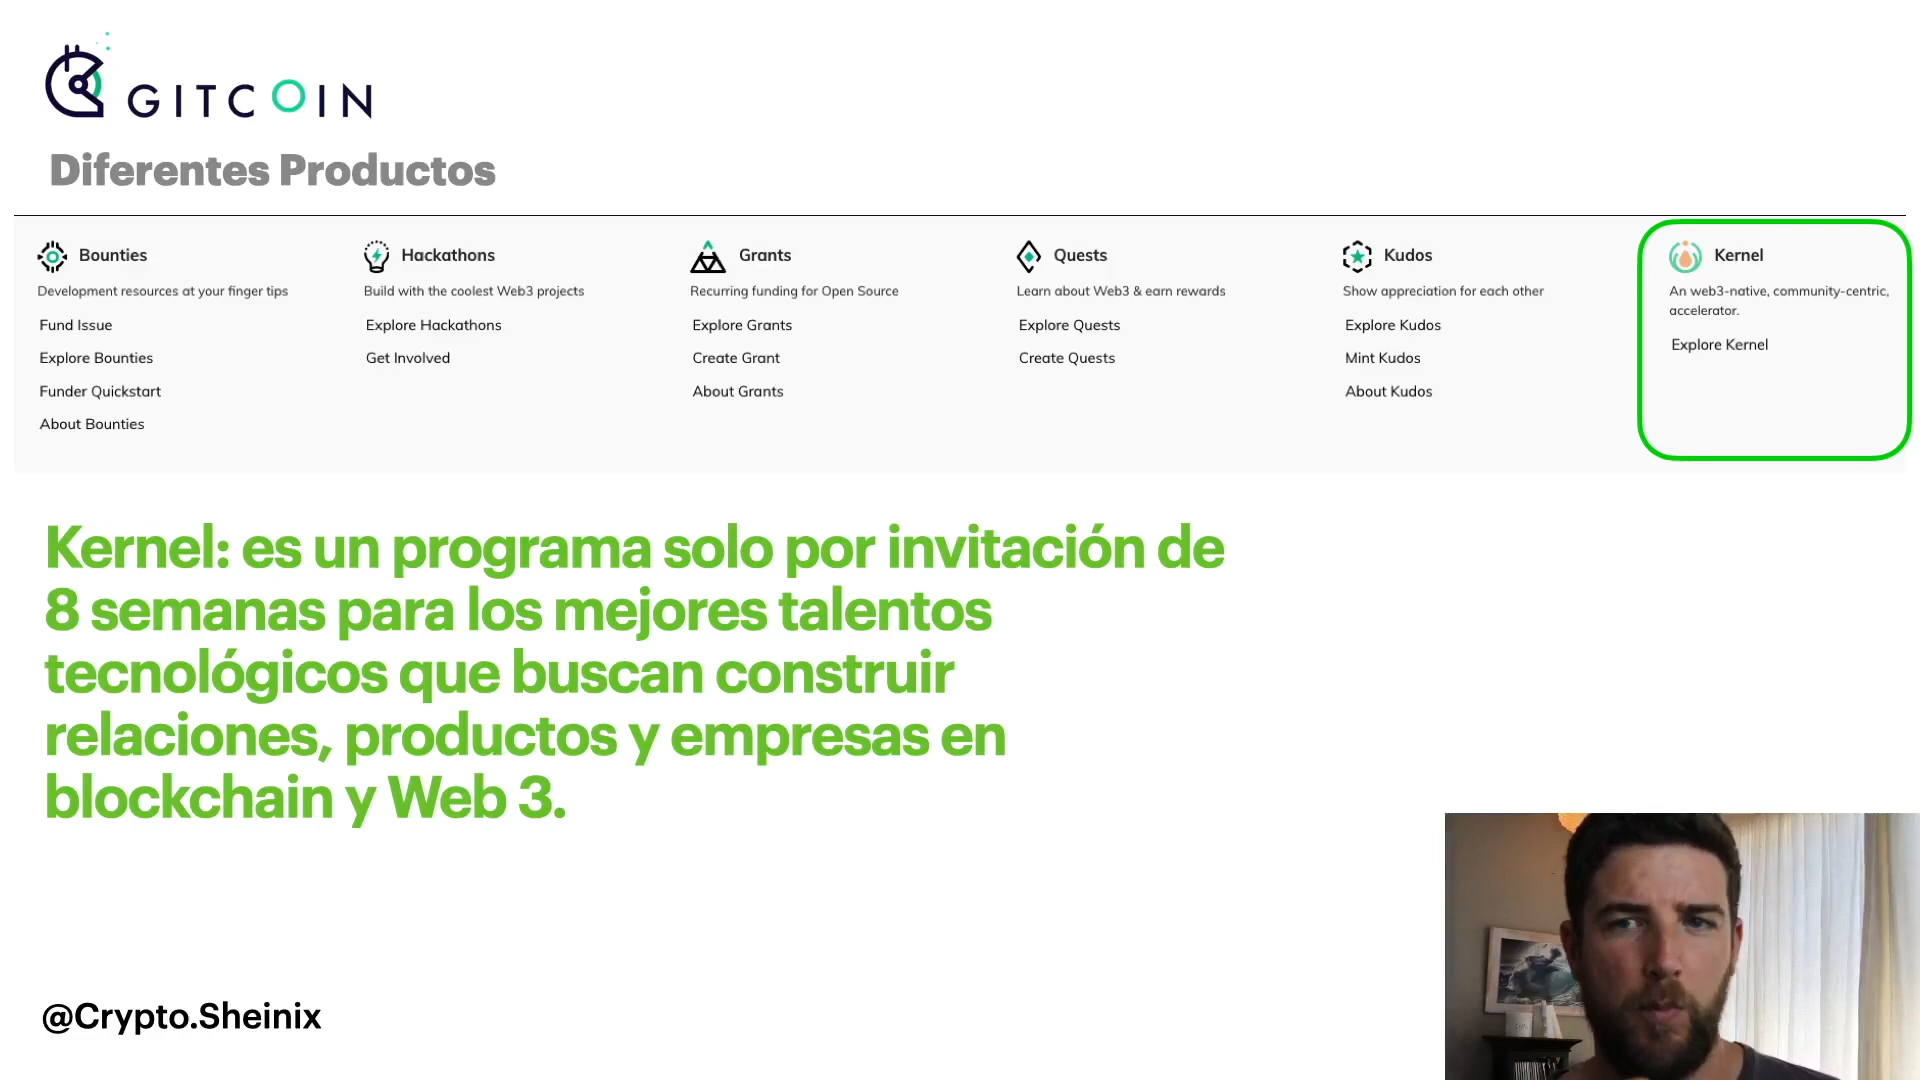 GITCOIN
Diferentes Productos
Bounties
Development resources at your finger tips
Fund Issue
Explore Bounties
Funder Quickstart
About Bounties
Hackathons
Build with the coolest Web3 projects
Explore Hackathons
Get Involved
Grants
Recurring funding for Open Source
Explore Grants
Create Grant
About Grants
Quests
Learn about Web3 & earn rewards
Explore Quests
Create Quests
Kudos
Show appreciation for each other
Explore Kudos
Mint Kudos
About Kudos
Kernel
An web3-native, community-centric,
accelerator.
Explore Kernel
Kernel: es un programa solo por invitación de
8 semanas para los mejores talentos
tecnológicos que buscan construir
relaciones, productos y empresas en
blockchain y Web 3.
@Crypto.Sheinix